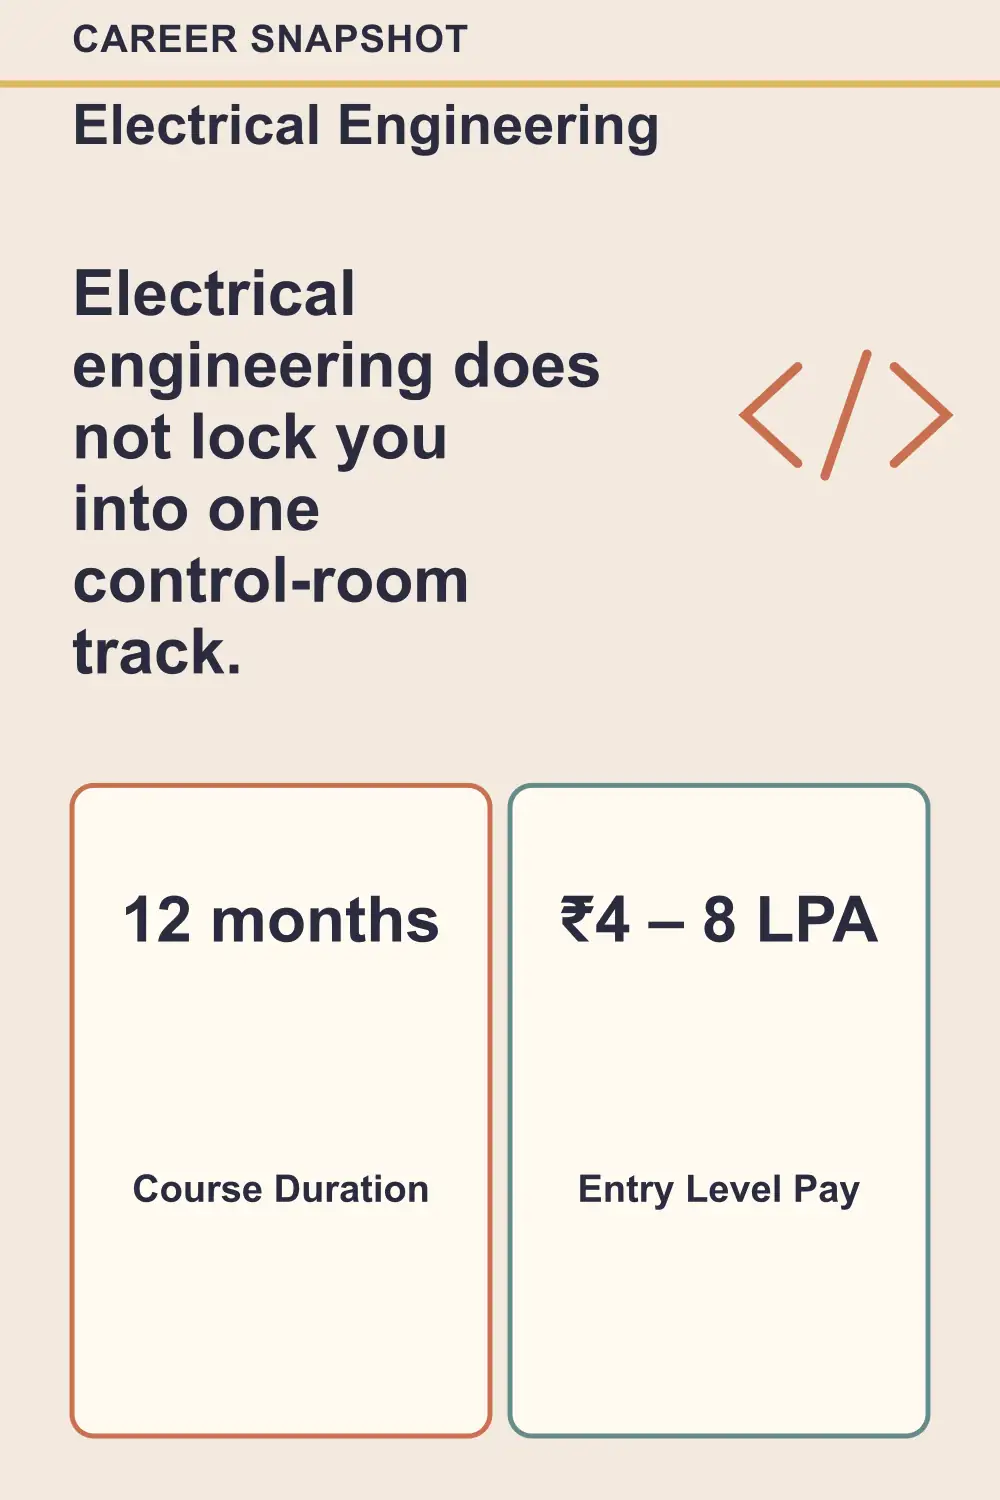 CAREER SNAPSHOT
Electrical Engineering
Electrical
engineering does
not lock you
into one
control-room
track.
12 months
₹4 – 8 LPA
Course Duration
Entry Level Pay